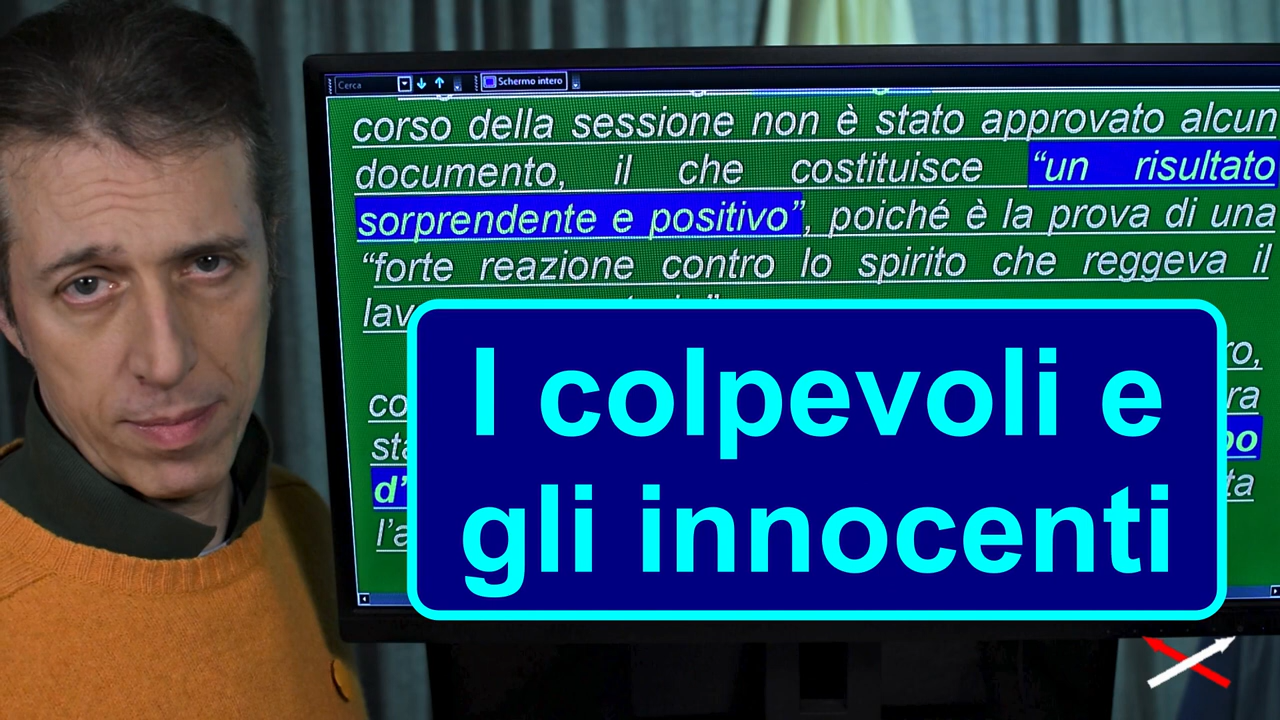 Cerca
Schermo intero
corso della sessione non è stato approvato alcun
documento, il che costituisce “un risultato
sorprendente e positivo”, poiché è la prova di una
“forte reazione contro lo spirito che reggeva il
I colpevoli e
gli innocenti